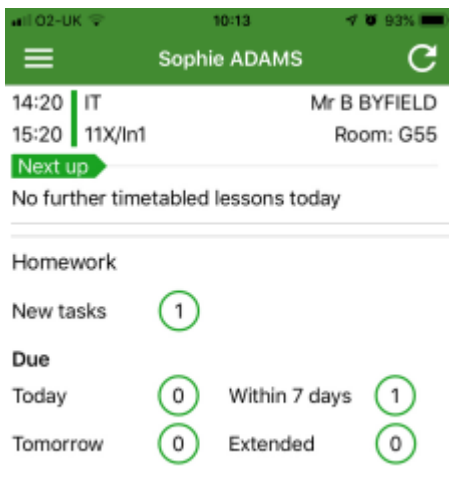 O2-UK 10:13 93%
Sophie ADAMS
14:20 IT Mr B BYFIELD
15:20 11X/In1 Room: G55
Next up
No further timetabled lessons today
Homework
New tasks 1
Due
Today 0 Within 7 days 1
Tomorrow 0 Extended 0